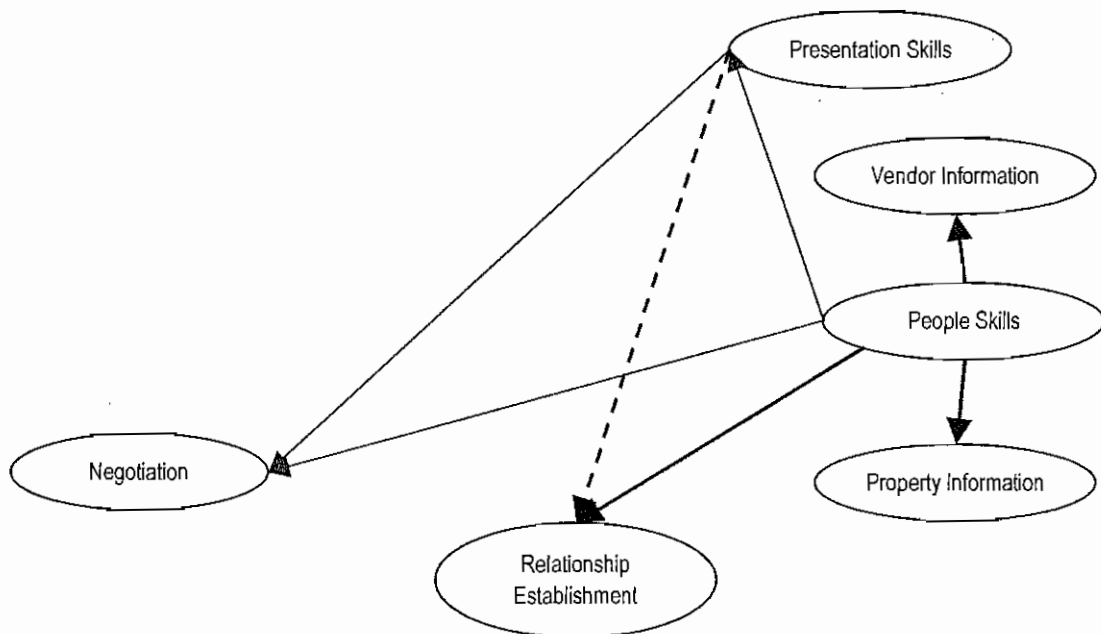 Presentation Skills
Vendor Information
People Skills
Negotiation
Property Information
Relationship
Establishment